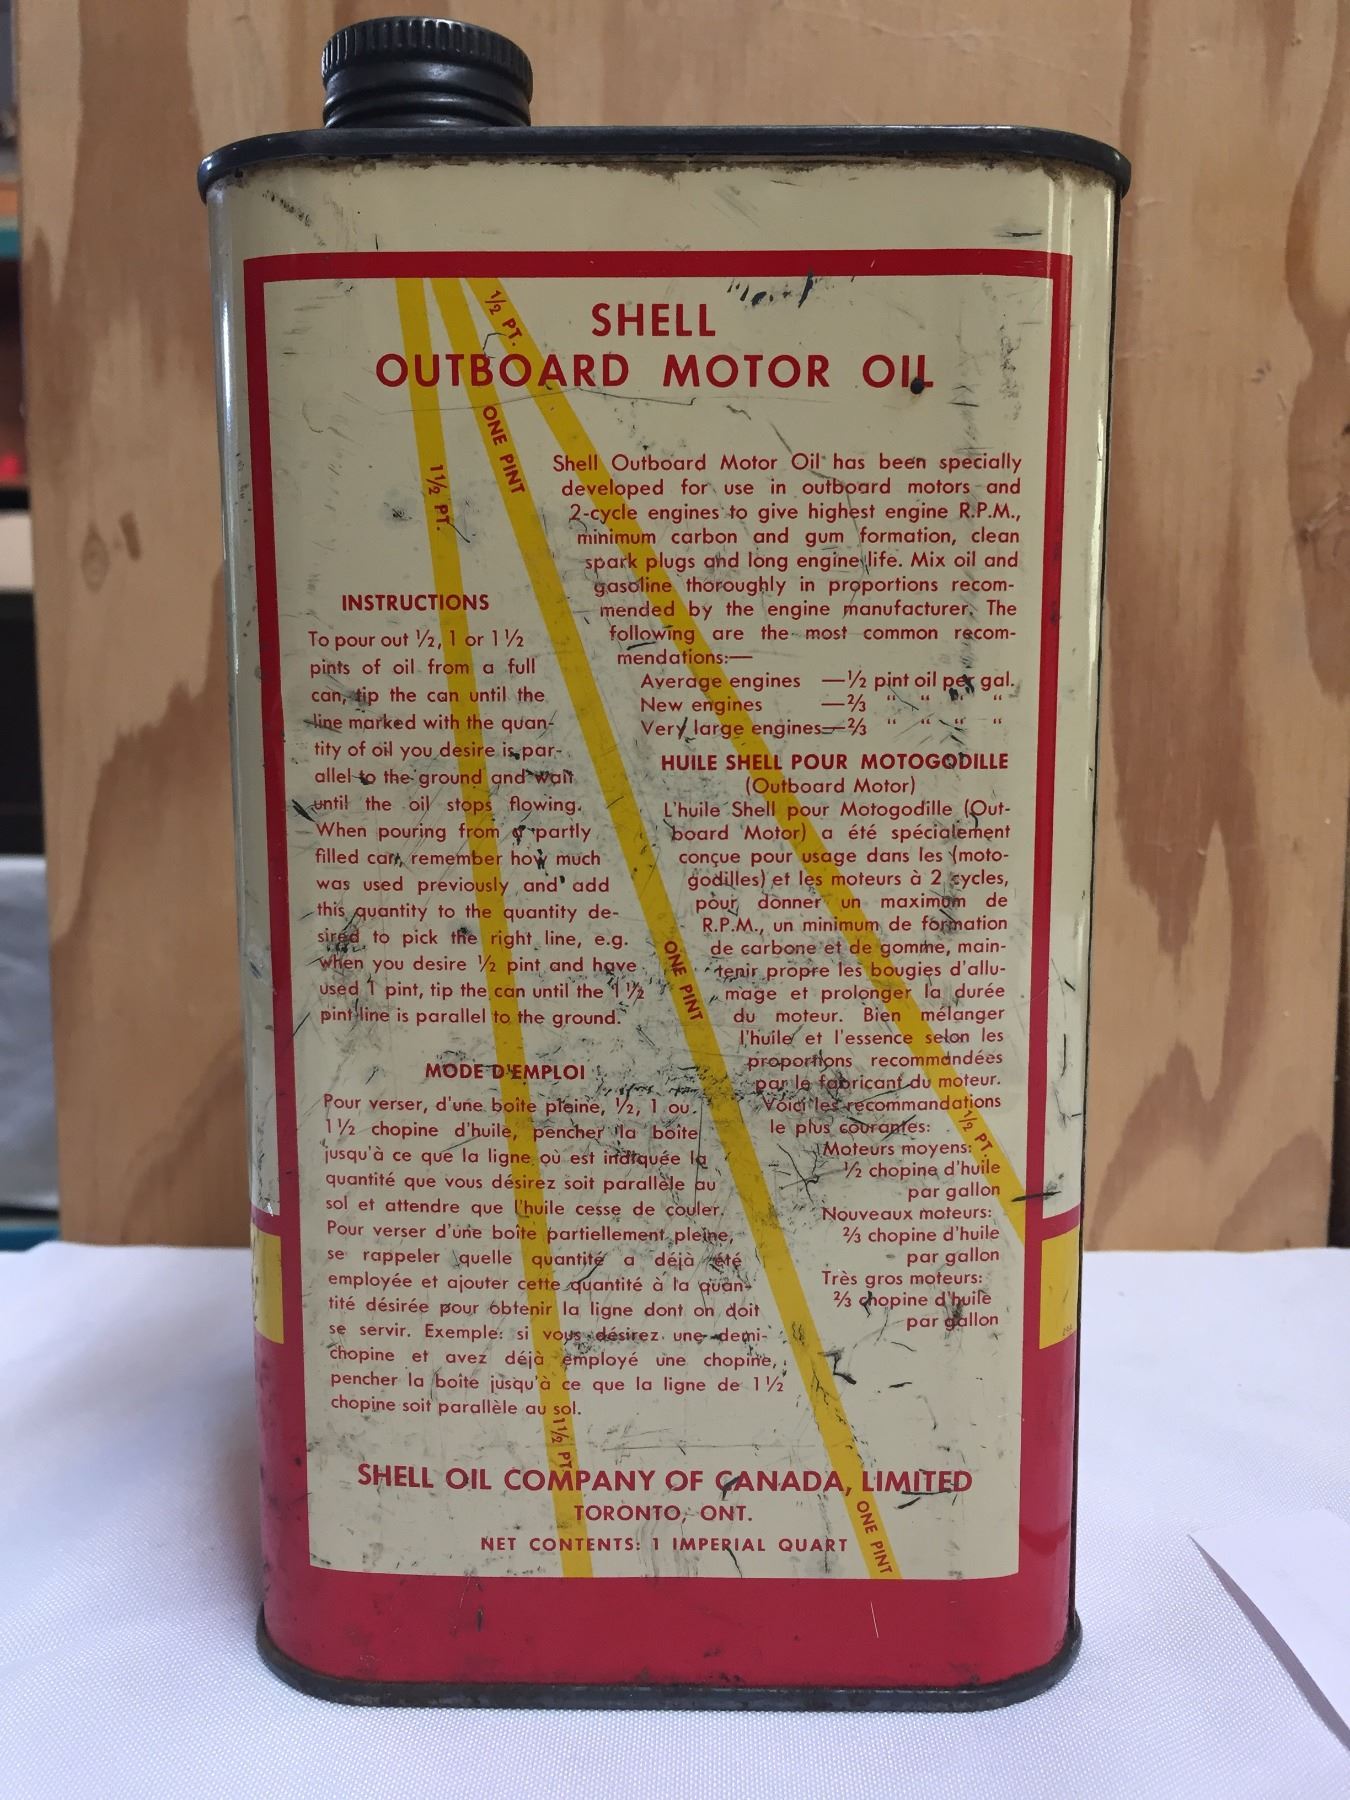 SHELL
OUTBOARD MOTOR OIL
½ PT.
ONE PINT
1½ PT.
Shell Outboard Motor Oil has been specially
developed for use in outboard motors and
2-cycle engines to give highest engine R.P.M.,
minimum carbon and gum formation, clean
spark plugs and long engine life. Mix oil and
gasoline thoroughly in proportions recom-
mended by the engine manufacturer. The
following are the most common recom-
mendations:—
Average engines —½ pint oil per gal.
New engines —⅔ " " " "
Very large engines—⅔ " " " "
INSTRUCTIONS
To pour out ½, 1 or 1½
pints of oil from a full
can, tip the can until the
line marked with the quan-
tity of oil you desire is par-
allel to the ground and wait
until the oil stops flowing.
When pouring from a partly
filled can, remember how much
was used previously and add
this quantity to the quantity de-
sired to pick the right line, e.g.
when you desire ½ pint and have
used 1 pint, tip the can until the 1½
pint line is parallel to the ground.
HUILE SHELL POUR MOTOGODILLE
(Outboard Motor)
L'huile Shell pour Motogodille (Out-
board Motor) a été spécialement
conçue pour usage dans les (moto-
godilles) et les moteurs à 2 cycles,
pour donner un maximum de
R.P.M., un minimum de formation
de carbone et de gomme, main-
tenir propre les bougies d'allu-
mage et prolonger la durée
du moteur. Bien mélanger
l'huile et l'essence selon les
proportions recommandées
par le fabricant du moteur.
Voici les recommandations
le plus courantes:
Moteurs moyens:
½ chopine d'huile
par gallon
Nouveaux moteurs:
⅔ chopine d'huile
par gallon
Très gros moteurs:
⅔ chopine d'huile
par gallon
ONE PINT
½ PT.
MODE D'EMPLOI
Pour verser, d'une boîte pleine, ½, 1 ou
1½ chopine d'huile, pencher la boîte
jusqu'à ce que la ligne où est indiquée la
quantité que vous désirez soit parallèle au
sol et attendre que l'huile cesse de couler.
Pour verser d'une boîte partiellement pleine,
se rappeler quelle quantité a déjà été
employée et ajouter cette quantité à la quan-
tité désirée pour obtenir la ligne dont on doit
se servir. Exemple: si vous désirez une demi-
chopine et avez déjà employé une chopine,
pencher la boîte jusqu'à ce que la ligne de 1½
chopine soit parallèle au sol.
1½ PT.
SHELL OIL COMPANY OF CANADA, LIMITED
TORONTO, ONT.
NET CONTENTS: 1 IMPERIAL QUART
ONE PINT